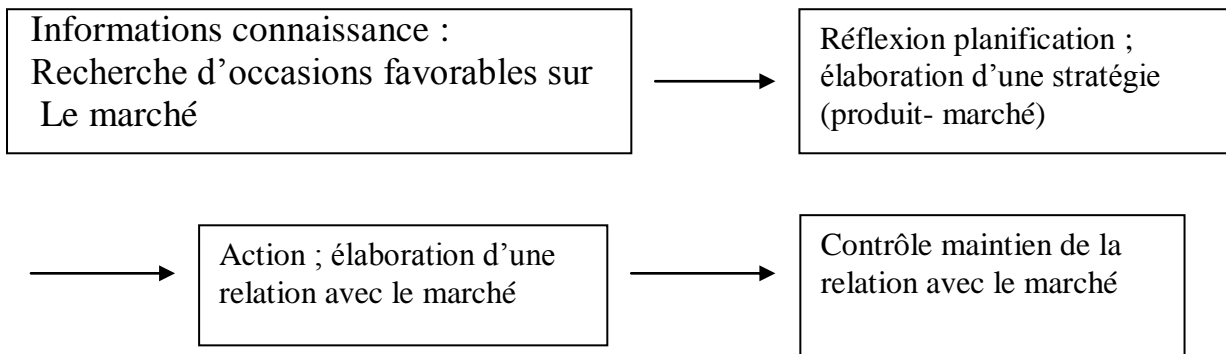 Informations connaissance :
Recherche d’occasions favorables sur
Le marché
Réflexion planification ;
élaboration d’une stratégie
(produit- marché)
Action ; élaboration d’une
relation avec le marché
Contrôle maintien de la
relation avec le marché